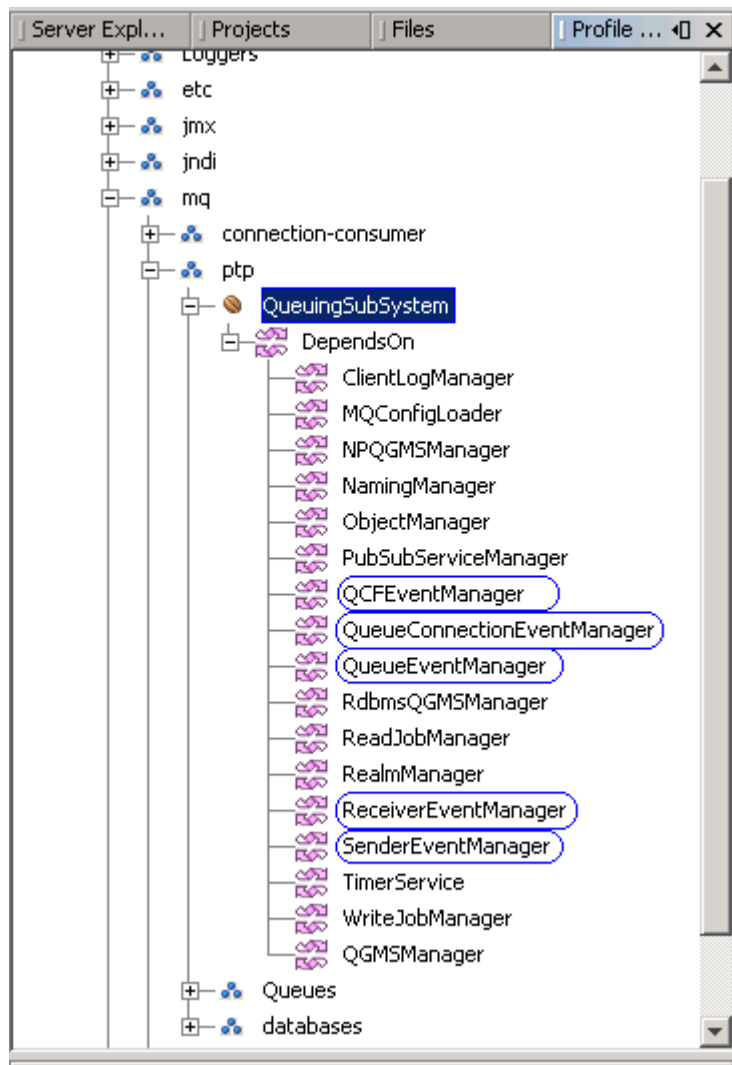 Server Expl... Projects Files Profile ...
Loggers
etc
jmx
jndi
mq
connection-consumer
ptp
QueuingSubSystem
DependsOn
ClientLogManager
MQConfigLoader
NPQGMSManager
NamingManager
ObjectManager
PubSubServiceManager
QCFEventManager
QueueConnectionEventManager
QueueEventManager
RdbmsQGMSManager
ReadJobManager
RealmManager
ReceiverEventManager
SenderEventManager
TimerService
WriteJobManager
QGMSManager
Queues
databases